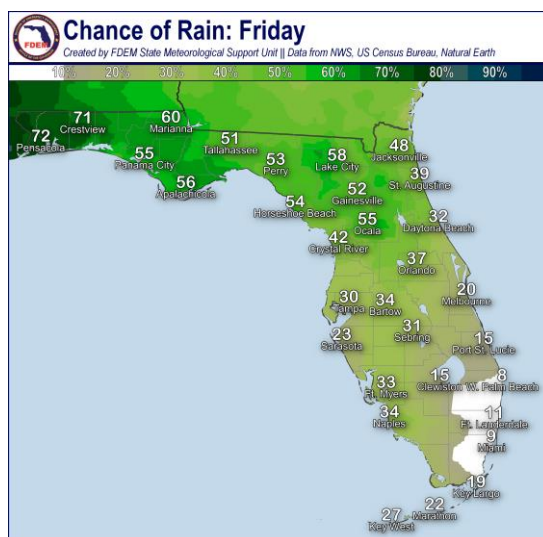 Chance of Rain: Friday
Created by FDEM State Meteorological Support Unit || Data from NWS, US Census Bureau, Natural Earth
FDEM
10% 20% 30% 40% 50% 60% 70% 80% 90%
71
Crestview
60
Marianna
72
Pensacola
55
Panama City
51
Tallahassee
56
Apalachicola
53
Perry
58
Lake City
48
Jacksonville
39
St. Augustine
52
Gainesville
54
Horseshoe Beach
55
Ocala
32
Daytona Beach
42
Crystal River
37
Orlando
20
Melbourne
30
Tampa
34
Bartow
23
Sarasota
31
Sebring
15
Port St. Lucie
33
Ft. Myers
15
Clewiston
8
W. Palm Beach
34
Naples
11
Ft. Lauderdale
9
Miami
19
Key Largo
22
Marathon
27
Key West